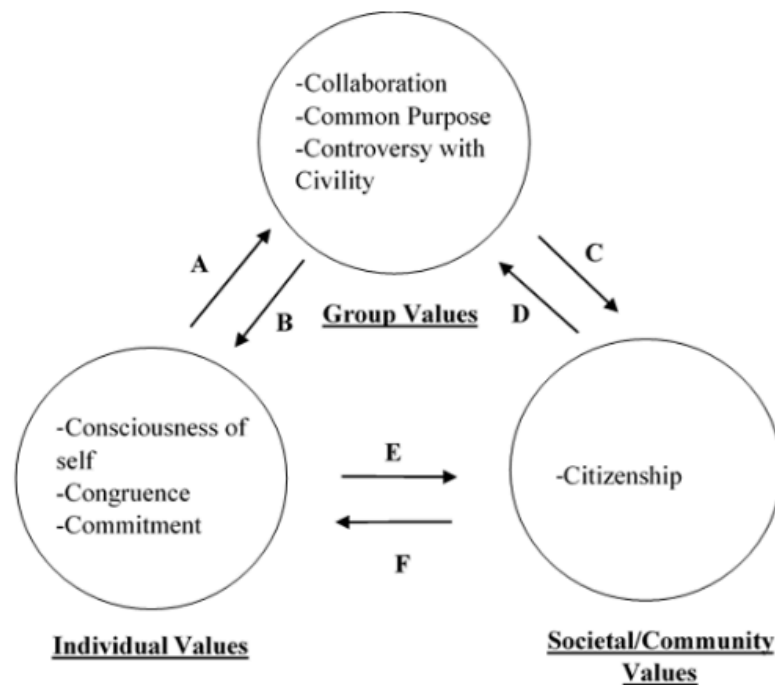 -Collaboration
-Common Purpose
-Controversy with
Civility
A
B
C
D
Group Values
-Consciousness of
self
-Congruence
-Commitment
E
F
-Citizenship
Individual Values
Societal/Community
Values